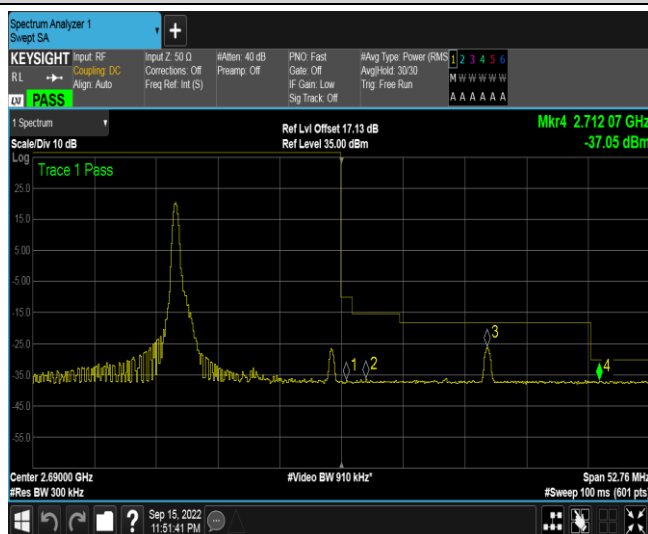 Spectrum Analyzer 1
Swept SA
+
KEYSIGHT
RL
LXI PASS
Input: RF
Coupling: DC
Align: Auto
Input Z: 50 Ω
Corrections: Off
Freq Ref: Int (S)
#Atten: 40 dB
Preamp: Off
PNO: Fast
Gate: Off
IF Gain: Low
Sig Track: Off
#Avg Type: Power (RMS
Avg|Hold: 30/30
Trig: Free Run
1 2 3 4 5 6
M W W W W W
A A A A A A
1 Spectrum
Scale/Div 10 dB
Ref Lvl Offset 17.13 dB
Ref Level 35.00 dBm
Mkr4 2.712 07 GHz
-37.05 dBm
Log
Trace 1 Pass
25.0
15.0
5.00
-5.00
-15.0
-25.0
-35.0
-45.0
-55.0
1
2
3
4
Center 2.69000 GHz
#Res BW 300 kHz
#Video BW 910 kHz*
Span 52.76 MHz
#Sweep 100 ms (601 pts)
?
Sep 15, 2022
11:51:41 PM